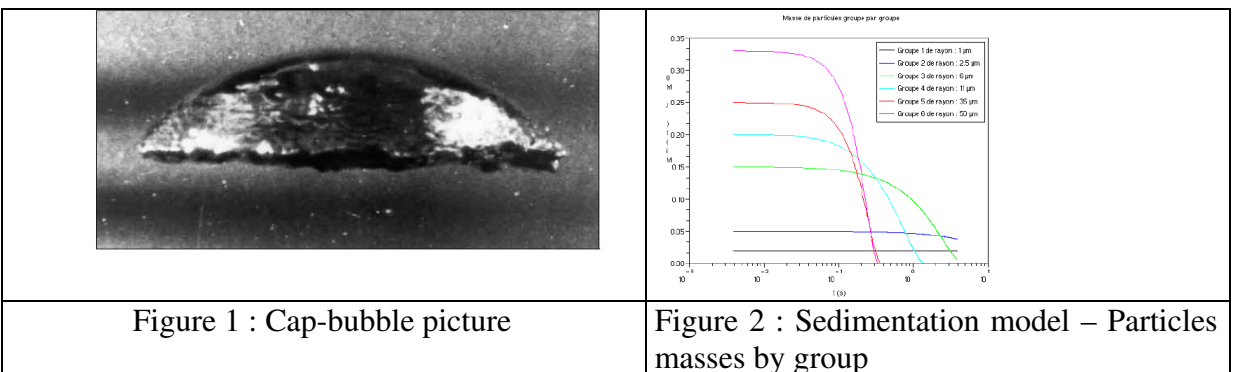 Masse de particules groupe par groupe
0.35
0.30
0.25
0.20
0.15
0.10
0.05
0.00
Groupe 1 de rayon : 1 µm
Groupe 2 de rayon : 2.5 µm
Groupe 3 de rayon : 6 µm
Groupe 4 de rayon : 11 µm
Groupe 5 de rayon : 35 µm
Groupe 6 de rayon : 50 µm
t (s)
Figure 1 : Cap-bubble picture
Figure 2 : Sedimentation model – Particles
masses by group